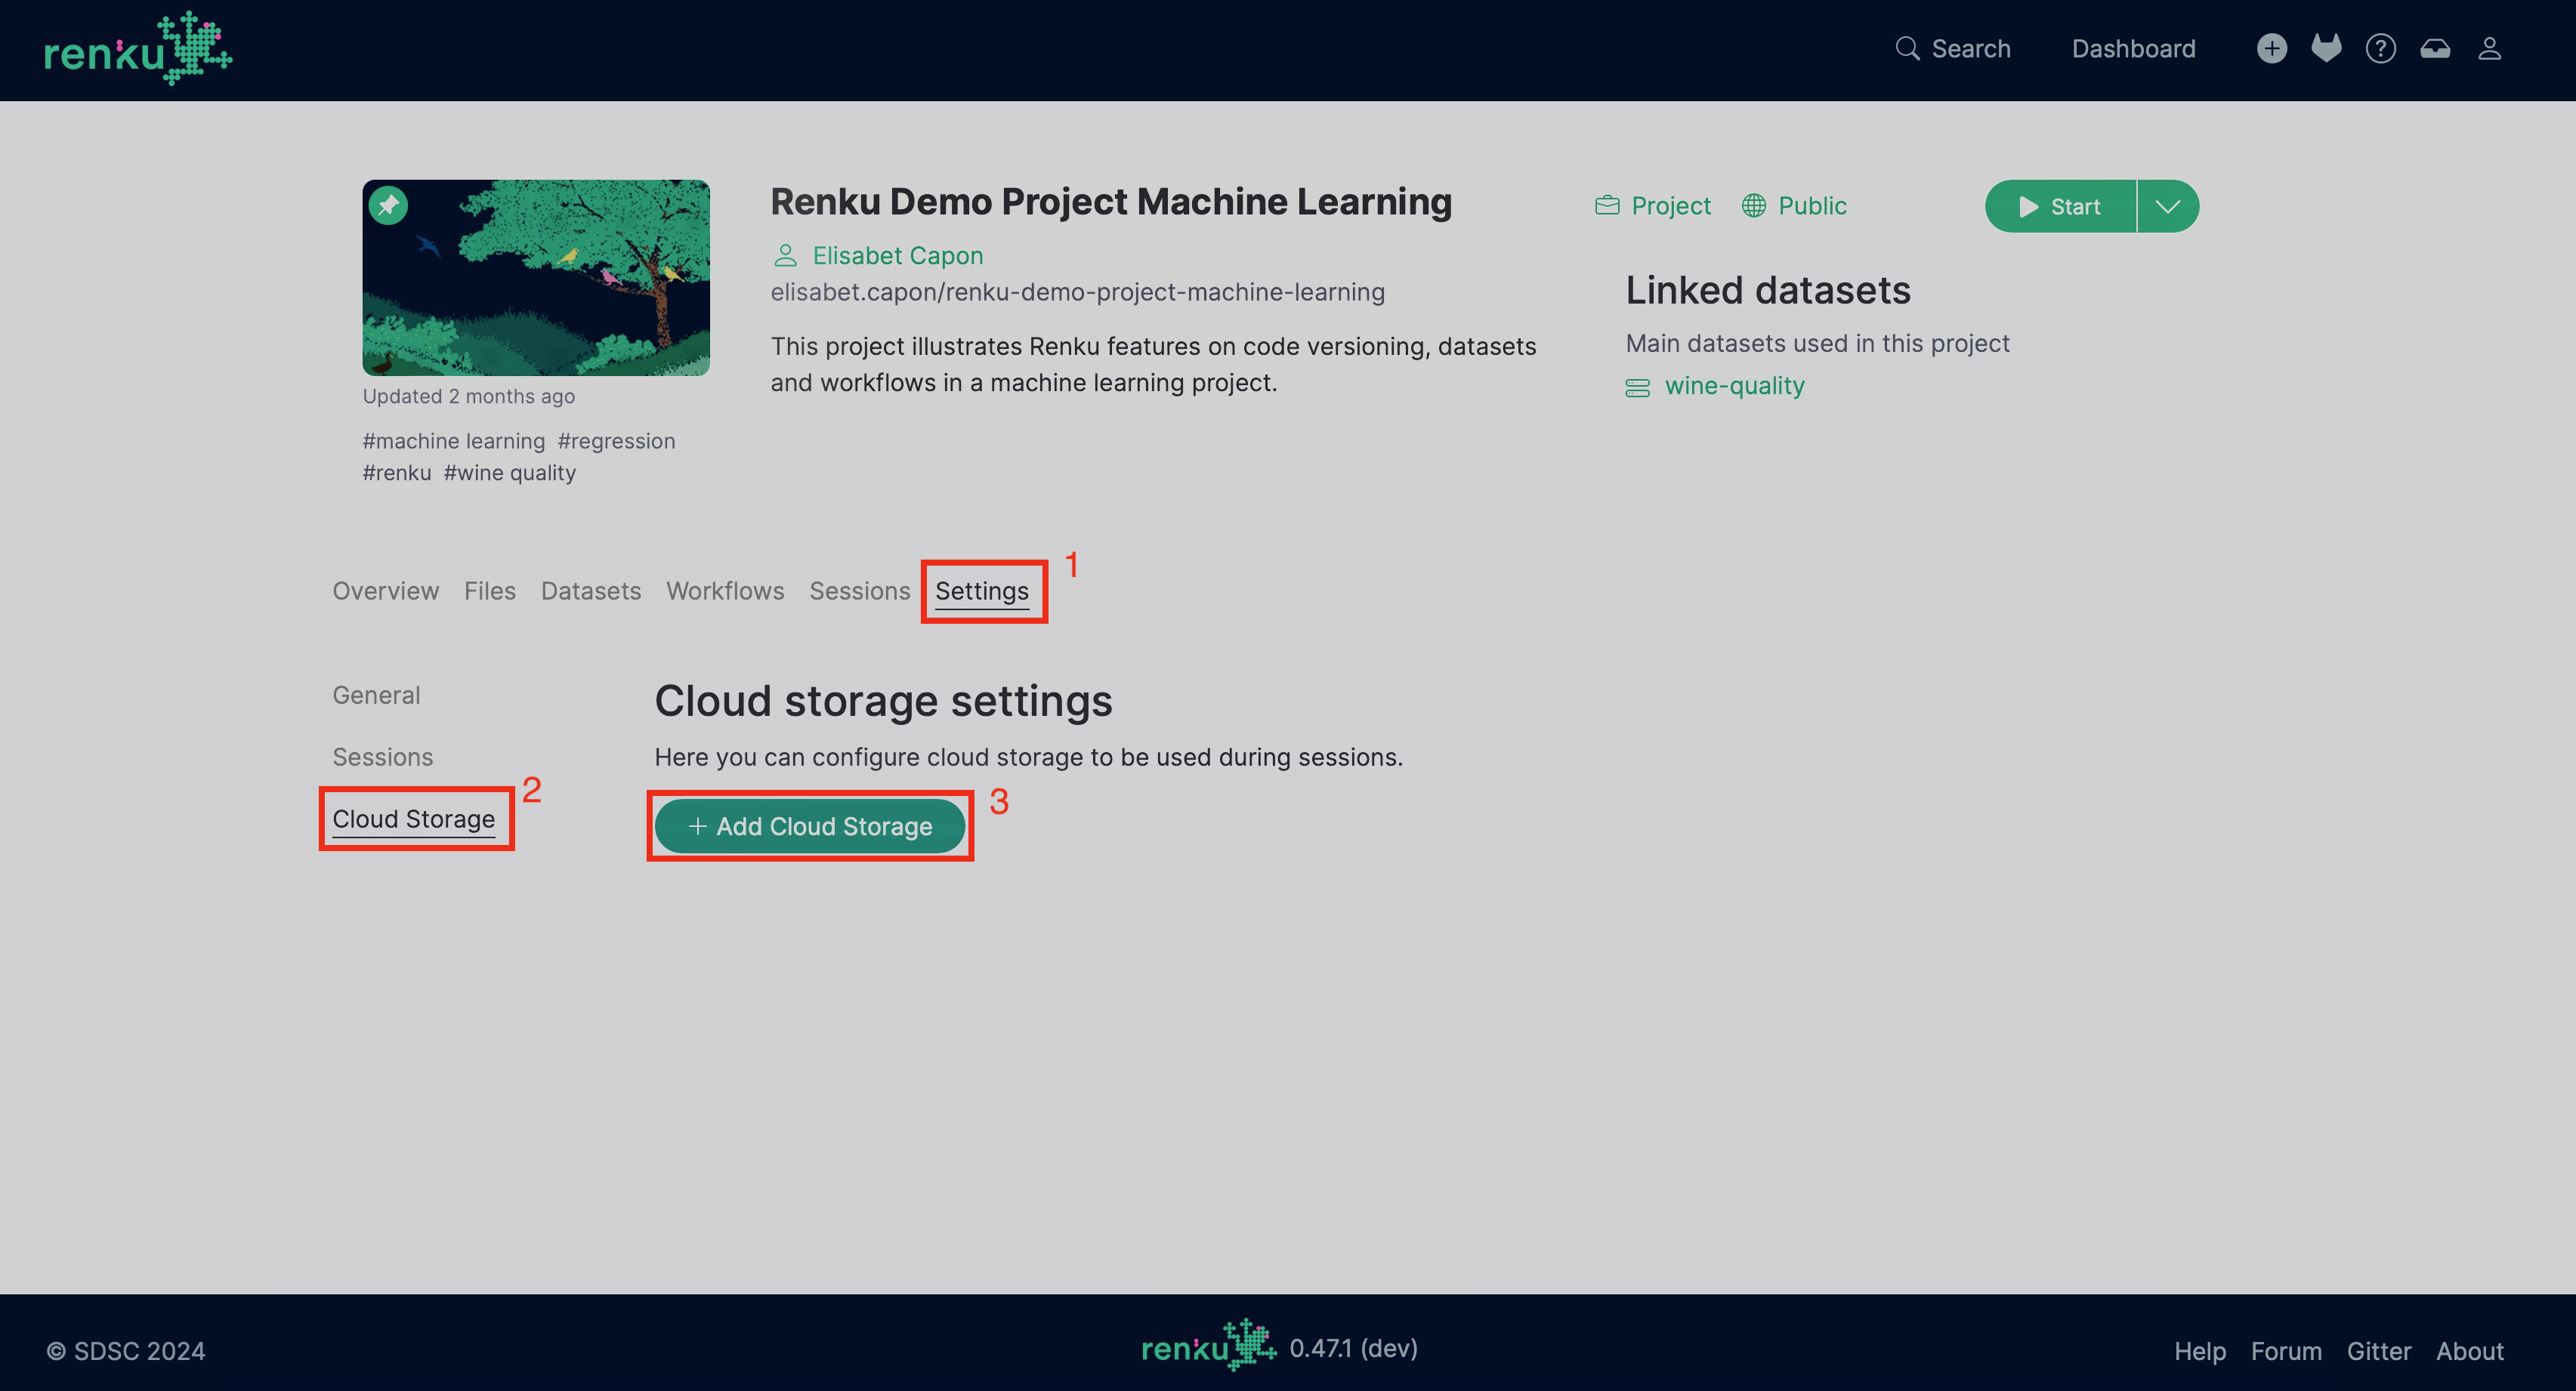 renku
Search Dashboard
Renku Demo Project Machine Learning
Project Public
Start
Elisabet Capon
elisabet.capon/renku-demo-project-machine-learning
This project illustrates Renku features on code versioning, datasets
and workflows in a machine learning project.
Linked datasets
Main datasets used in this project
wine-quality
Updated 2 months ago
#machine learning #regression
#renku #wine quality
Overview Files Datasets Workflows Sessions Settings 1
General
Sessions
Cloud Storage 2
Cloud storage settings
Here you can configure cloud storage to be used during sessions.
+ Add Cloud Storage 3
© SDSC 2024
renku 0.47.1 (dev)
Help Forum Gitter About